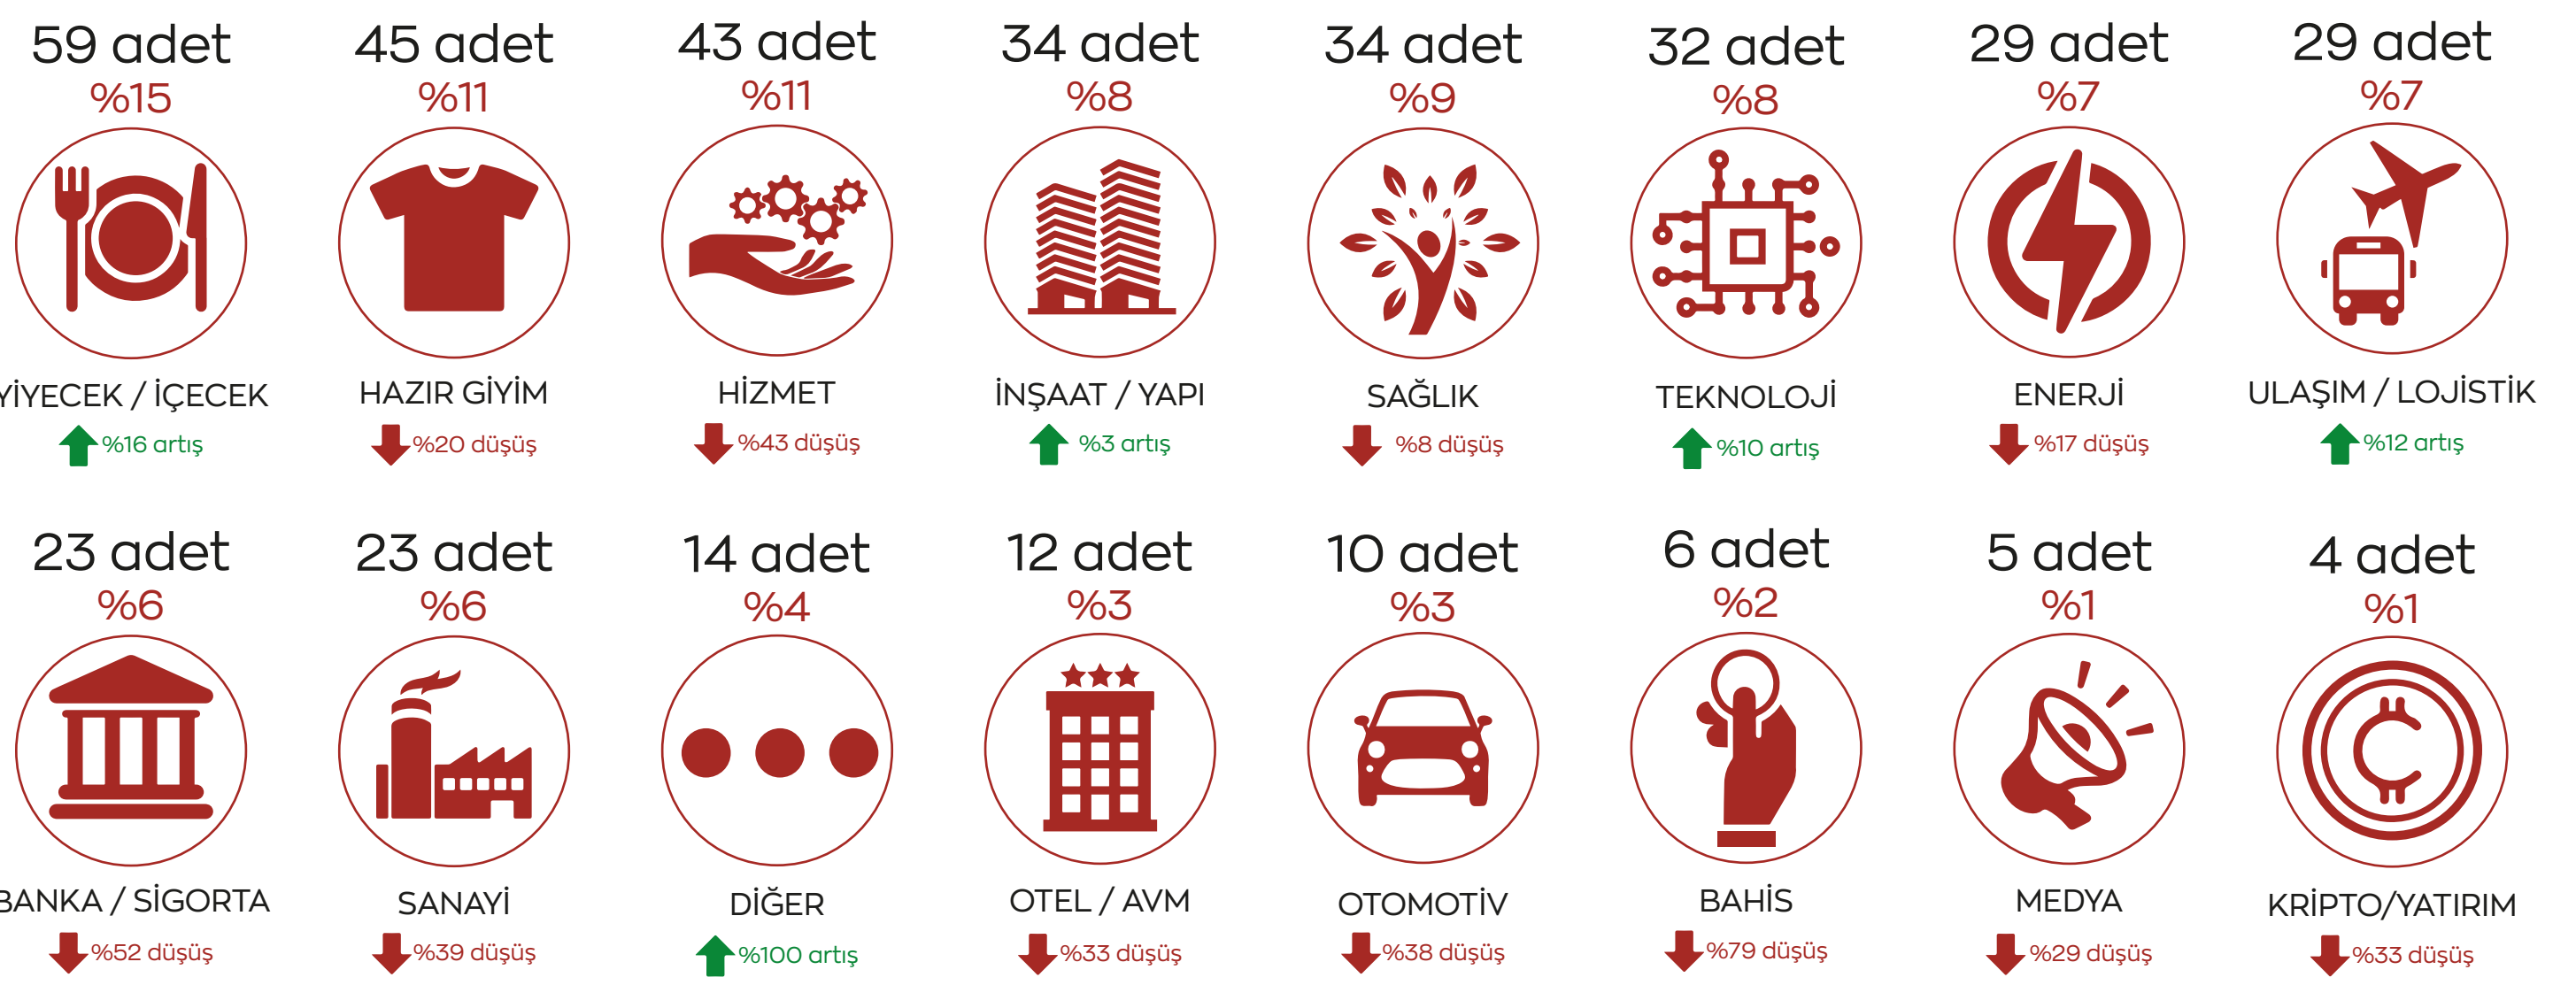 59 adet
%15
YİYECEK / İÇECEK
%16 artış
45 adet
%11
HAZIR GİYİM
%20 düşüş
43 adet
%11
HİZMET
%43 düşüş
34 adet
%8
İNŞAAT / YAPI
%3 artış
34 adet
%9
SAĞLIK
%8 düşüş
32 adet
%8
TEKNOLOJİ
%10 artış
29 adet
%7
ENERJİ
%17 düşüş
29 adet
%7
ULAŞIM / LOJİSTİK
%12 artış
23 adet
%6
BANKA / SİGORTA
%52 düşüş
23 adet
%6
SANAYİ
%39 düşüş
14 adet
%4
DİĞER
%100 artış
12 adet
%3
OTEL / AVM
%33 düşüş
10 adet
%3
OTOMOTİV
%38 düşüş
6 adet
%2
BAHİS
%79 düşüş
5 adet
%1
MEDYA
%29 düşüş
4 adet
%1
KRİPTO/YATIRIM
%33 düşüş